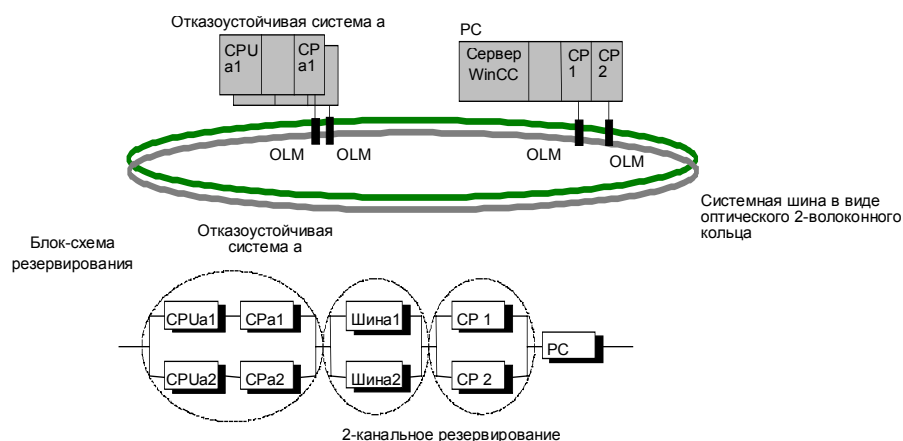 Отказоустойчивая система a
PC
CPU
a1
CP
a1
Сервер
WinCC
CP
1
CP
2
OLM
OLM
OLM
OLM
Системная шина в виде
оптического 2-волоконного
кольца
Блок-схема
резервирования
Отказоустойчивая
система a
CPUa1
CPa1
Шина1
CP 1
PC
CPUa2
CPa2
Шина2
CP 2
2-канальное резервирование